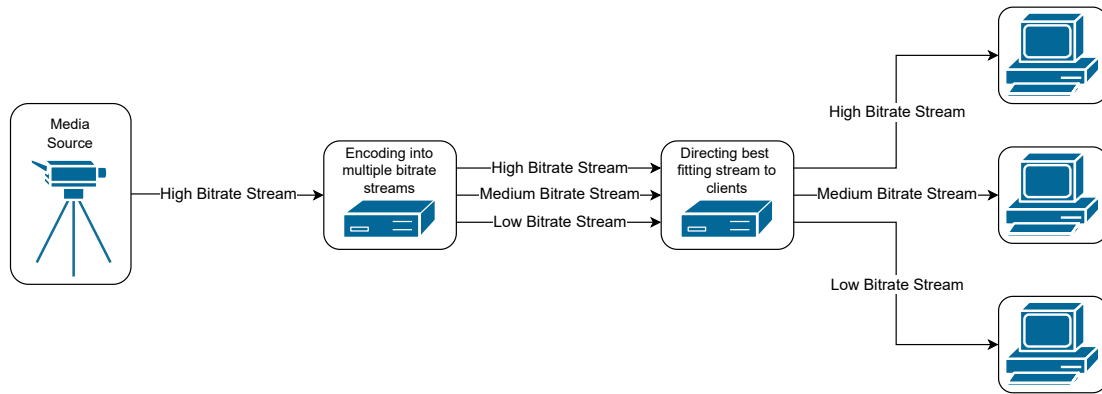 Media
Source
High Bitrate Stream
Encoding into
multiple bitrate
streams
High Bitrate Stream
Medium Bitrate Stream
Low Bitrate Stream
Directing best
fitting stream to
clients
High Bitrate Stream
Medium Bitrate Stream
Low Bitrate Stream